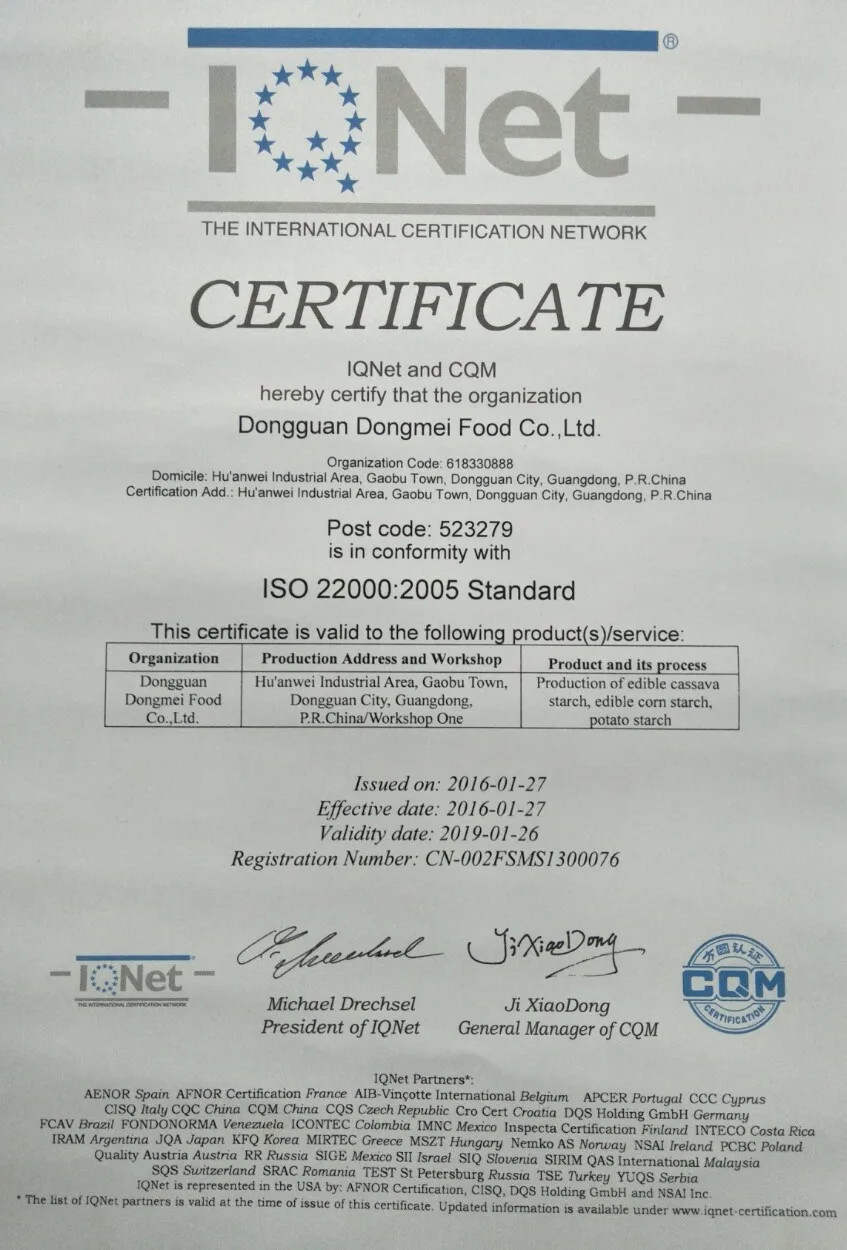 IQNet®
THE INTERNATIONAL CERTIFICATION NETWORK
CERTIFICATE
IQNet and CQM
hereby certify that the organization
Dongguan Dongmei Food Co.,Ltd.
Organization Code: 618330888
Domicile: Hu'anwei Industrial Area, Gaobu Town, Dongguan City, Guangdong, P.R.China
Certification Add.: Hu'anwei Industrial Area, Gaobu Town, Dongguan City, Guangdong, P.R.China
Post code: 523279
is in conformity with
ISO 22000:2005 Standard
This certificate is valid to the following product(s)/service:
Organization
Production Address and Workshop
Product and its process
Dongguan
Dongmei Food
Co.,Ltd.
Hu'anwei Industrial Area, Gaobu Town,
Dongguan City, Guangdong,
P.R.China/Workshop One
Production of edible cassava
starch, edible corn starch,
potato starch
Issued on: 2016-01-27
Effective date: 2016-01-27
Validity date: 2019-01-26
Registration Number: CN-002FSMS1300076
IQNet
THE INTERNATIONAL CERTIFICATION NETWORK
Michael Drechsel
President of IQNet
Ji XiaoDong
Ji XiaoDong
General Manager of CQM
方圆认证
CQM
CERTIFICATION
IQNet Partners*:
AENOR Spain AFNOR Certification France AIB-Vinçotte International Belgium APCER Portugal CCC Cyprus
CISQ Italy CQC China CQM China CQS Czech Republic Cro Cert Croatia DQS Holding GmbH Germany
FCAV Brazil FONDONORMA Venezuela ICONTEC Colombia IMNC Mexico Inspecta Certification Finland INTECO Costa Rica
IRAM Argentina JQA Japan KFQ Korea MIRTEC Greece MSZT Hungary Nemko AS Norway NSAI Ireland PCBC Poland
Quality Austria Austria RR Russia SIGE Mexico SII Israel SIQ Slovenia SIRIM QAS International Malaysia
SQS Switzerland SRAC Romania TEST St Petersburg Russia TSE Turkey YUQS Serbia
IQNet is represented in the USA by: AFNOR Certification, CISQ, DQS Holding GmbH and NSAI Inc.
* The list of IQNet partners is valid at the time of issue of this certificate. Updated information is available under www.iqnet-certification.com